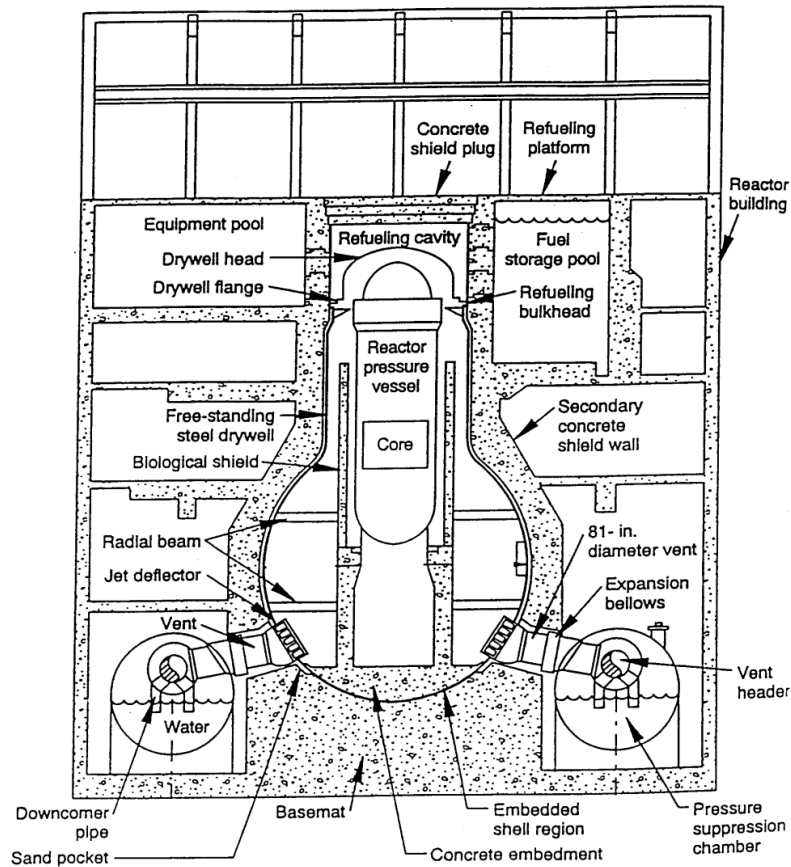 Concrete
shield plug
Refueling
platform
Reactor
building
Equipment pool
Refueling cavity
Fuel
storage pool
Drywell head
Drywell flange
Refueling
bulkhead
Reactor
pressure
vessel
Free-standing
steel drywell
Secondary
concrete
shield wall
Biological shield
Core
Radial beam
81- in.
diameter vent
Jet deflector
Expansion
bellows
Vent
Vent
header
Water
Downcomer
pipe
Sand pocket
Basemat
Concrete embedment
Embedded
shell region
Pressure
suppression
chamber